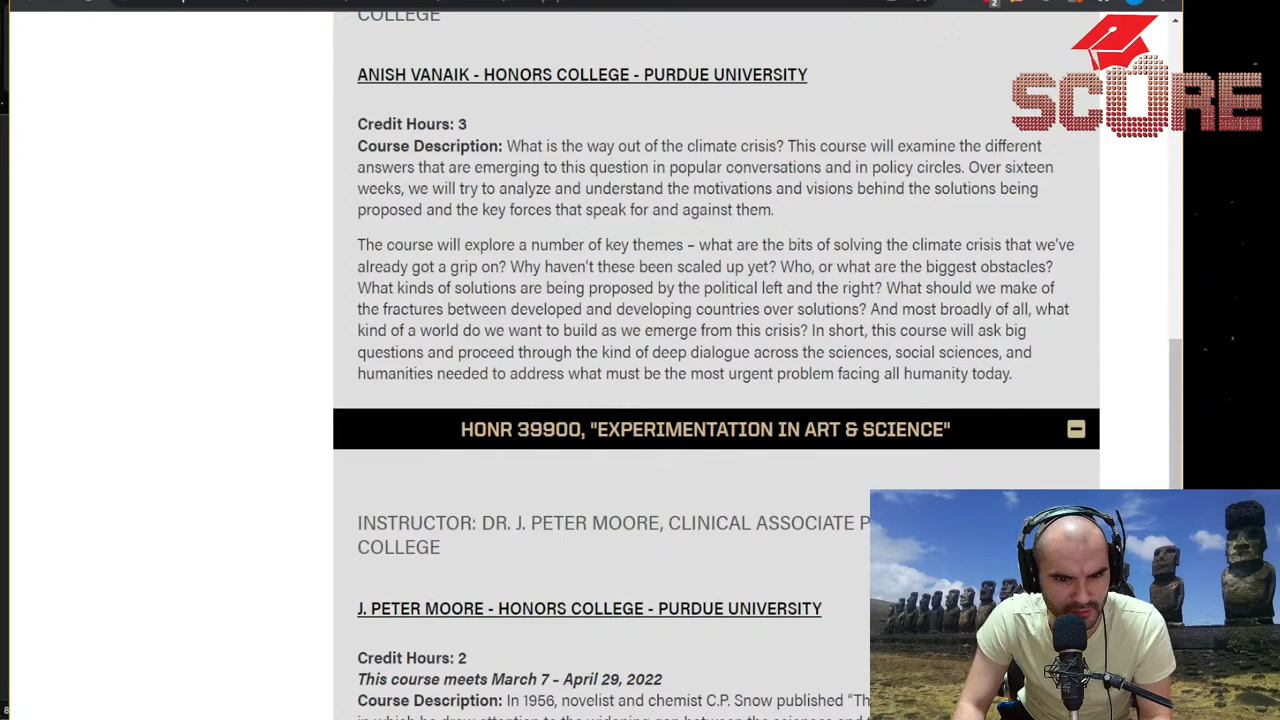 COLLEGE
SCORE
ANISH VANAIK - HONORS COLLEGE - PURDUE UNIVERSITY
Credit Hours: 3
Course Description: What is the way out of the climate crisis? This course will examine the different
answers that are emerging to this question in popular conversations and in policy circles. Over sixteen
weeks, we will try to analyze and understand the motivations and visions behind the solutions being
proposed and the key forces that speak for and against them.
The course will explore a number of key themes – what are the bits of solving the climate crisis that we've
already got a grip on? Why haven't these been scaled up yet? Who, or what are the biggest obstacles?
What kinds of solutions are being proposed by the political left and the right? What should we make of
the fractures between developed and developing countries over solutions? And most broadly of all, what
kind of a world do we want to build as we emerge from this crisis? In short, this course will ask big
questions and proceed through the kind of deep dialogue across the sciences, social sciences, and
humanities needed to address what must be the most urgent problem facing all humanity today.
HONR 39900, "EXPERIMENTATION IN ART & SCIENCE"
INSTRUCTOR: DR. J. PETER MOORE, CLINICAL ASSOCIATE P
COLLEGE
J. PETER MOORE - HONORS COLLEGE - PURDUE UNIVERSITY
Credit Hours: 2
This course meets March 7 – April 29, 2022
Course Description: In 1956, novelist and chemist C.P. Snow published "Th